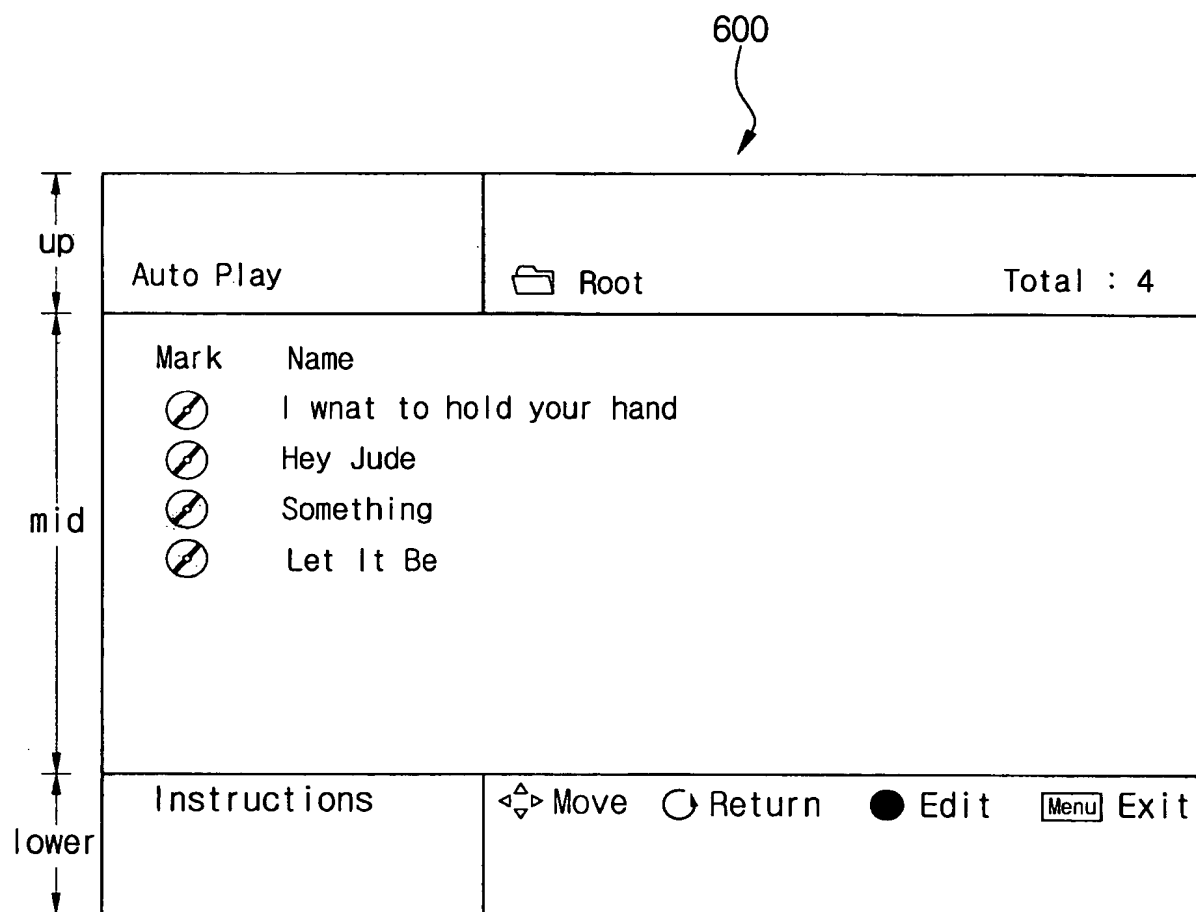 600
up
Auto Play Root Total : 4
Mark Name
I wnat to hold your hand
Hey Jude
mid
Something
Let It Be
Instructions Move Return Edit Menu Exit
lower